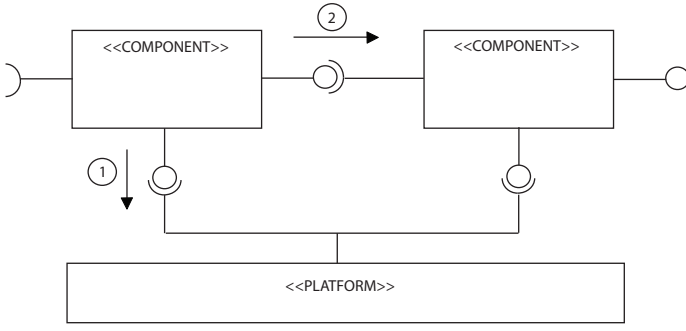 2
<<COMPONENT>>
<<COMPONENT>>
1
<<PLATFORM>>